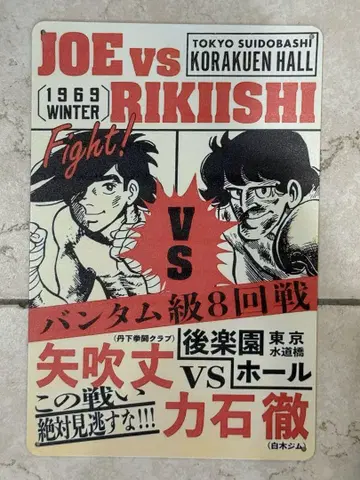 JOE VS RIKIISHI
TOKYO SUIDOBASHI
KORAKUEN HALL
1969
WINTER
Fight!
VS
バンタム級8回戦
(丹下拳闘クラブ)
矢吹丈
後楽園
東京
水道橋
VS
ホール
この戦い
絶対見逃すな!!!
力石徹
(白木ジム)